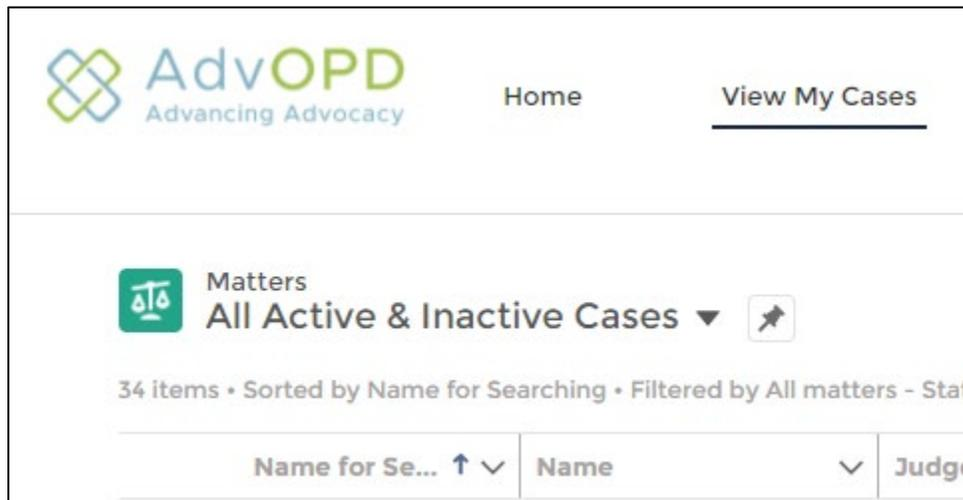 AdvOPD
Advancing Advocacy
Home View My Cases
Matters
All Active & Inactive Cases
34 items • Sorted by Name for Searching • Filtered by All matters - Stat
Name for Se... Name Judge